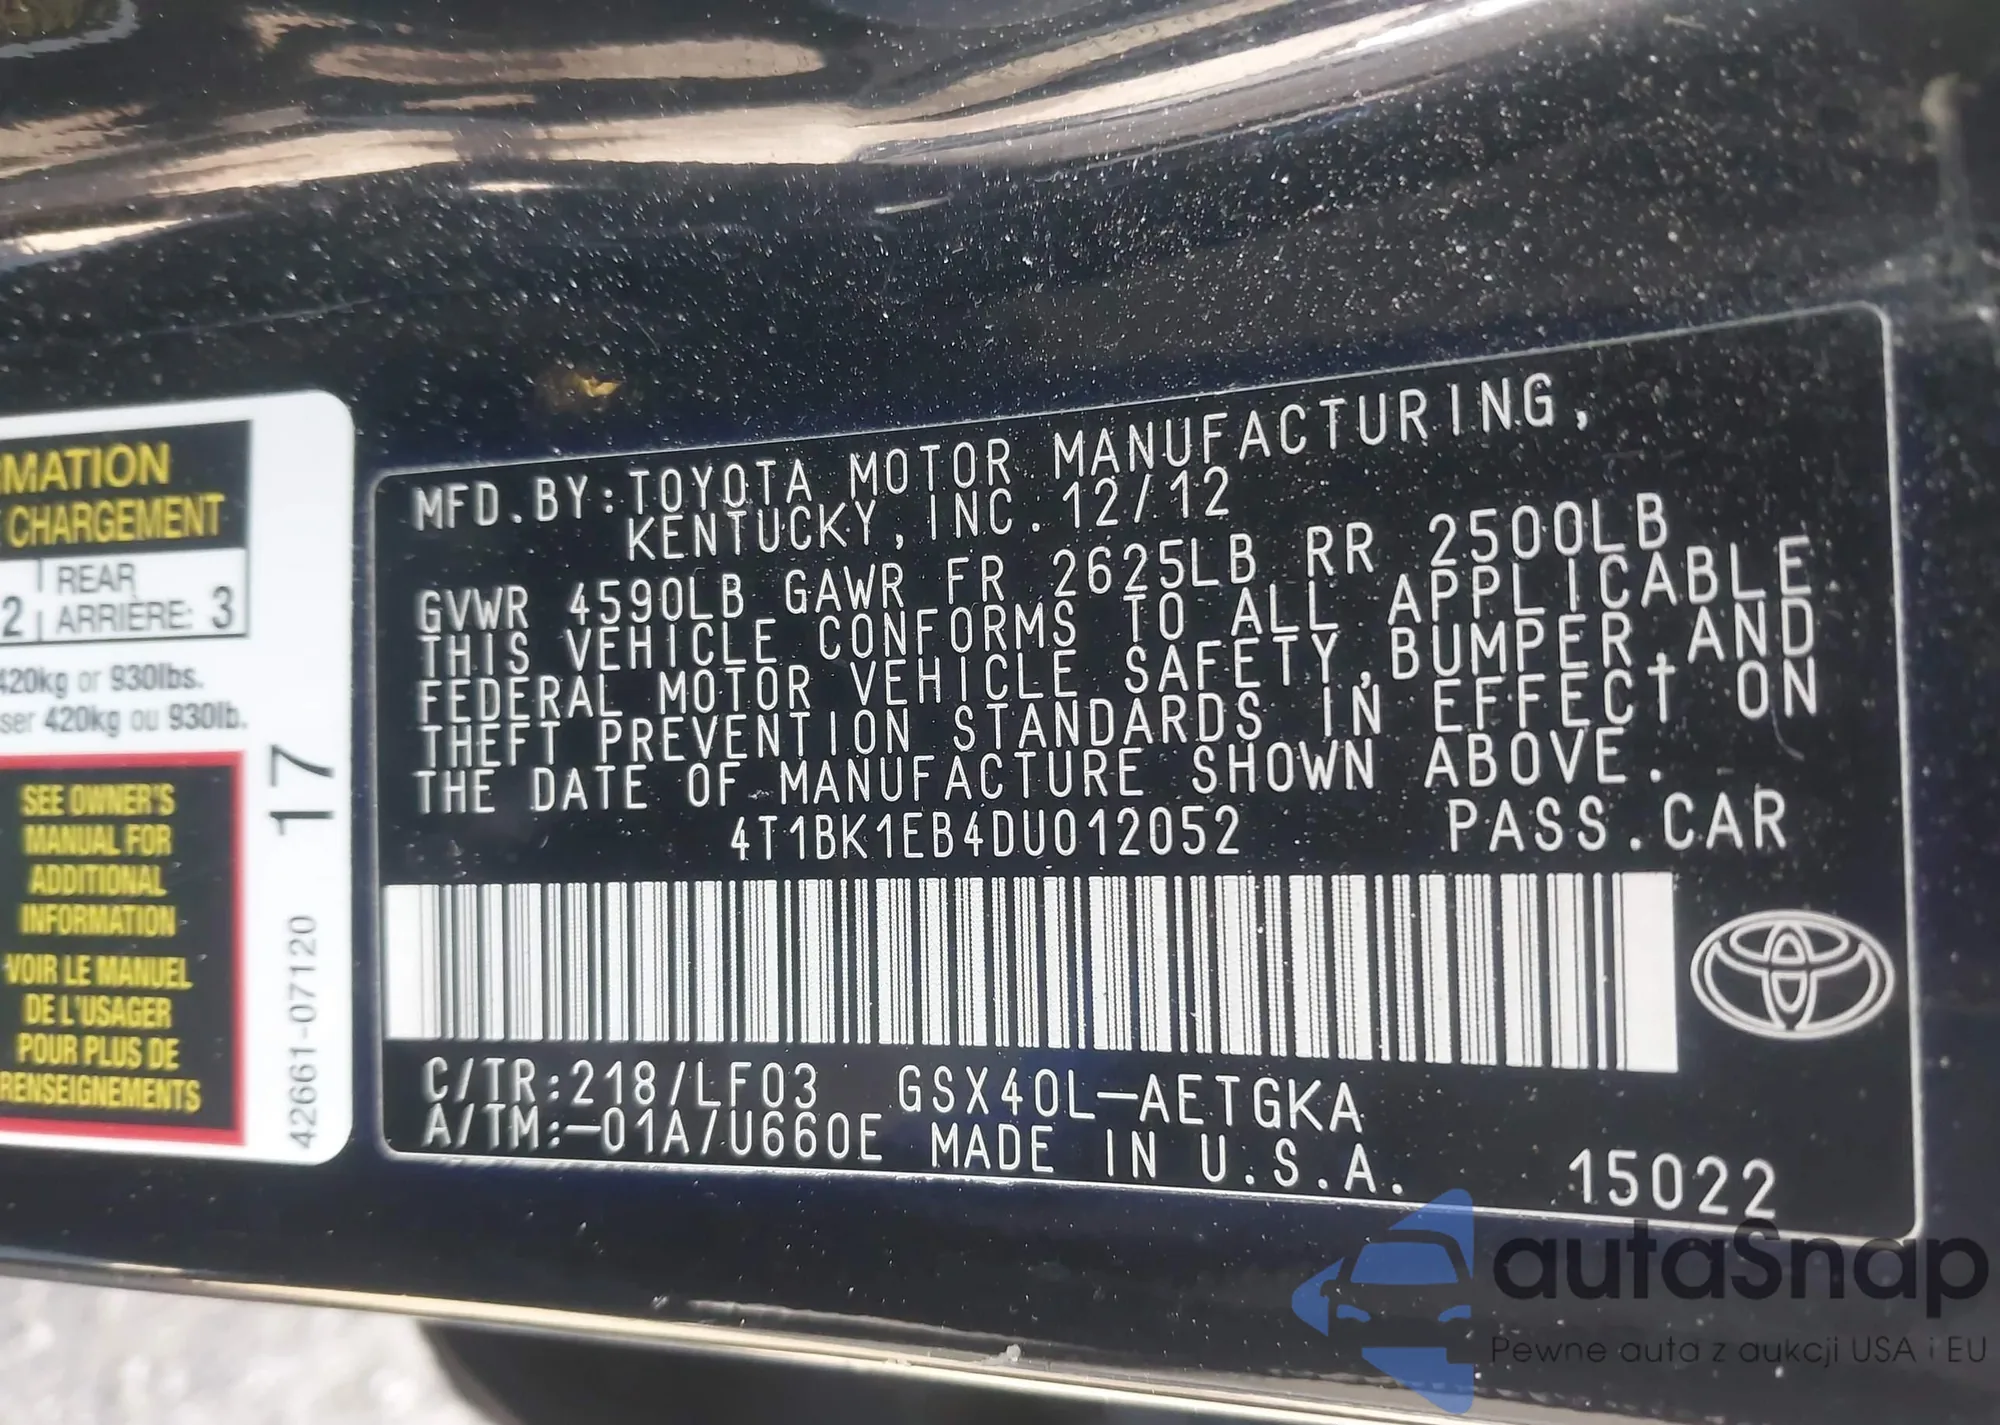 MATION
CHARGEMENT
2 REAR
ARRIÈRE: 3
420kg or 930lbs.
ser 420kg ou 930lb.
SEE OWNER'S
MANUAL FOR
ADDITIONAL
INFORMATION
VOIR LE MANUEL
DE L'USAGER
POUR PLUS DE
RENSEIGNEMENTS
17
42661-07120
MFD.BY:TOYOTA MOTOR MANUFACTURING,
KENTUCKY,INC.12/12
GVWR 4590LB GAWR FR 2625LB RR 2500LB
THIS VEHICLE CONFORMS TO ALL APPLICABLE
FEDERAL MOTOR VEHICLE SAFETY,BUMPER,AND
THEFT PREVENTION STANDARDS IN EFFECT ON
THE DATE OF MANUFACTURE SHOWN ABOVE.
4T1BK1EB4DU012052 PASS.CAR
C/TR:218/LF03 GSX40L-AETGKA
A/TM:-01A/U660E MADE IN U.S.A. 15022
autaSnap
Pewne auta z aukcji USA i EU